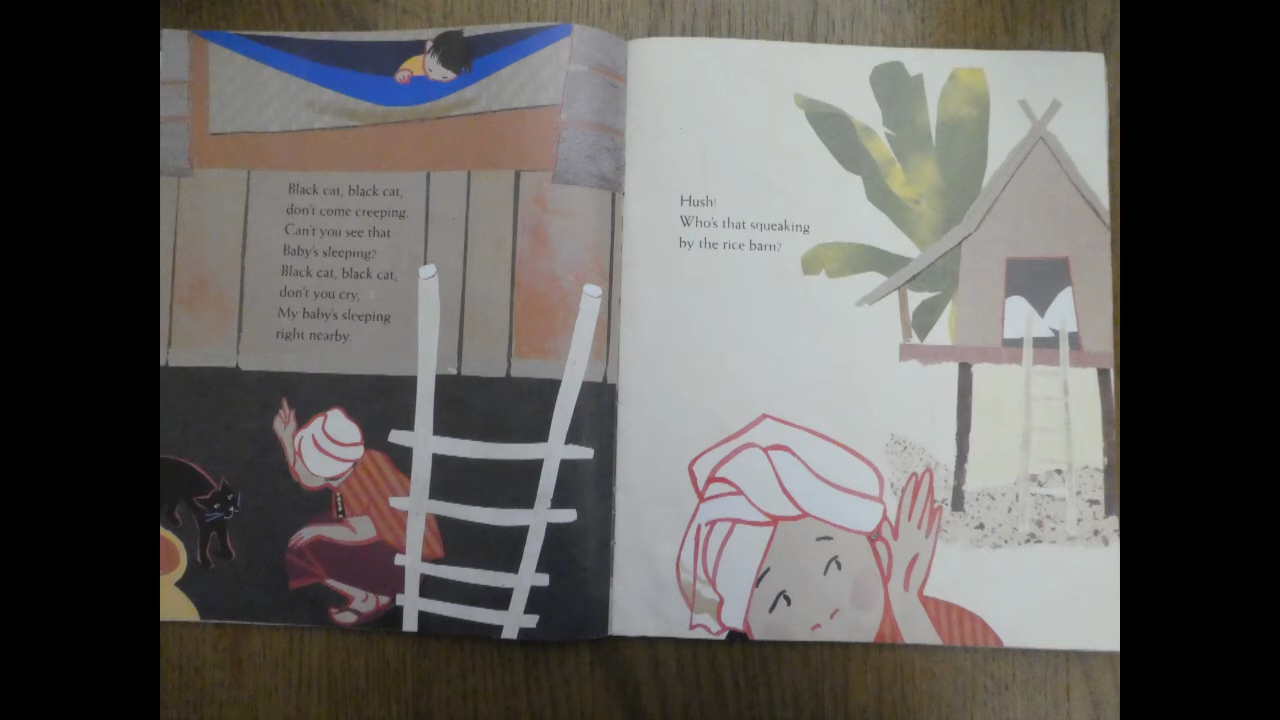 Black cat, black cat,
don't come creeping.
Can't you see that
Baby's sleeping?
Black cat, black cat,
don't you cry,
My baby's sleeping
right nearby.
Hush!
Who's that squeaking
by the rice barn?